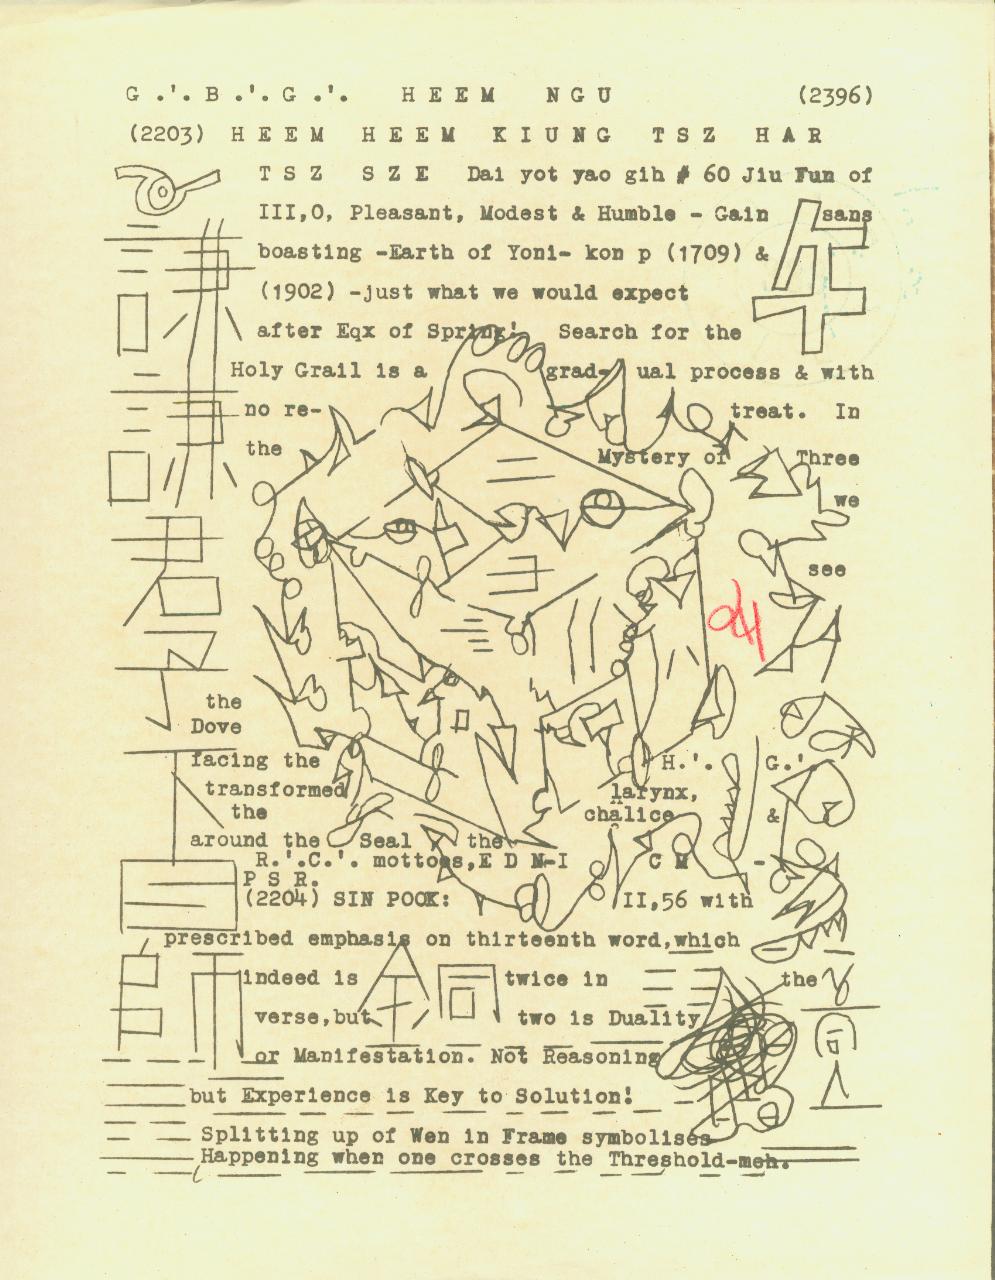 G .'. B .'. G .'. HEEM NGU (2396)
(2203) HEEM HEEM KIUNG TSZ HAR
TSZ SZE Dai yot yao gih # 60 Jiu Fun of
III,O, Pleasant, Modest & Humble - Gain sans
boasting -Earth of Yoni- kon p (1709) &
(1902) -just what we would expect
after Eqx of Spring! Search for the
Holy Grail is a grad- ual process & with
no re- treat. In
the Mystery of Three
we
see
the
Dove
facing the H.'. G.'.
transformed larynx,
the chalice &
around the Seal the
R.'.C.'. mottoes, E D N-I C M -
P S R.
(2204) SIN POOK: II,56 with
prescribed emphasis on thirteenth word,which
indeed is twice in the
verse,but two is Duality
or Manifestation. Not Reasoning
but Experience is Key to Solution!
Splitting up of Wen in Frame symbolises
Happening when one crosses the Threshold-meh.